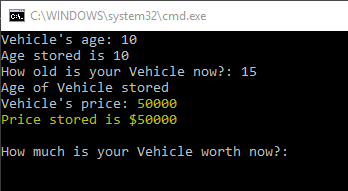 C:\WINDOWS\system32\cmd.exe
Vehicle's age: 10
Age stored is 10
How old is your Vehicle now?: 15
Age of Vehicle stored
Vehicle's price: 50000
Price stored is $50000
How much is your Vehicle worth now?: